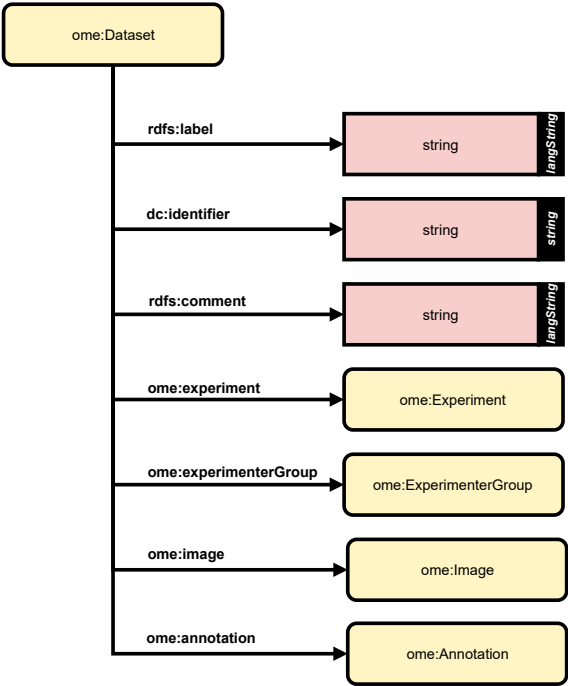 ome:Dataset
rdfs:label
string
langString
dc:identifier
string
string
rdfs:comment
string
langString
ome:experiment
ome:Experiment
ome:experimenterGroup
ome:ExperimenterGroup
ome:image
ome:Image
ome:annotation
ome:Annotation